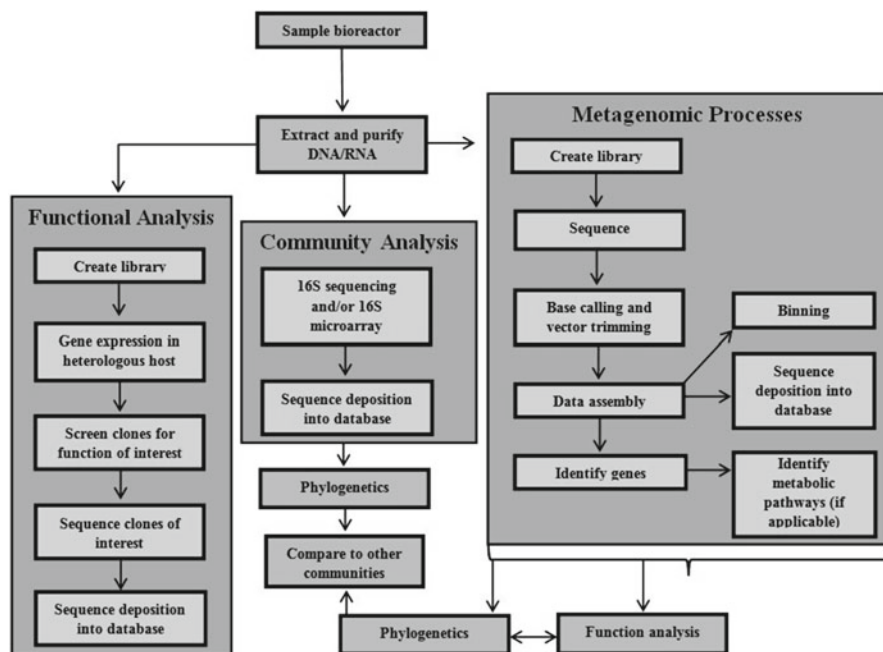 Sample bioreactor
Extract and purify
DNA/RNA
Functional Analysis
Create library
Gene expression in
heterologous host
Screen clones for
function of interest
Sequence clones of
interest
Sequence deposition
into database
Community Analysis
16S sequencing
and/or 16S
microarray
Sequence deposition
into database
Phylogenetics
Compare to other
communities
Metagenomic Processes
Create library
Sequence
Base calling and
vector trimming
Data assembly
Identify genes
Binning
Sequence
deposition into
database
Identify
metabolic
pathways (if
applicable)
Phylogenetics
Function analysis